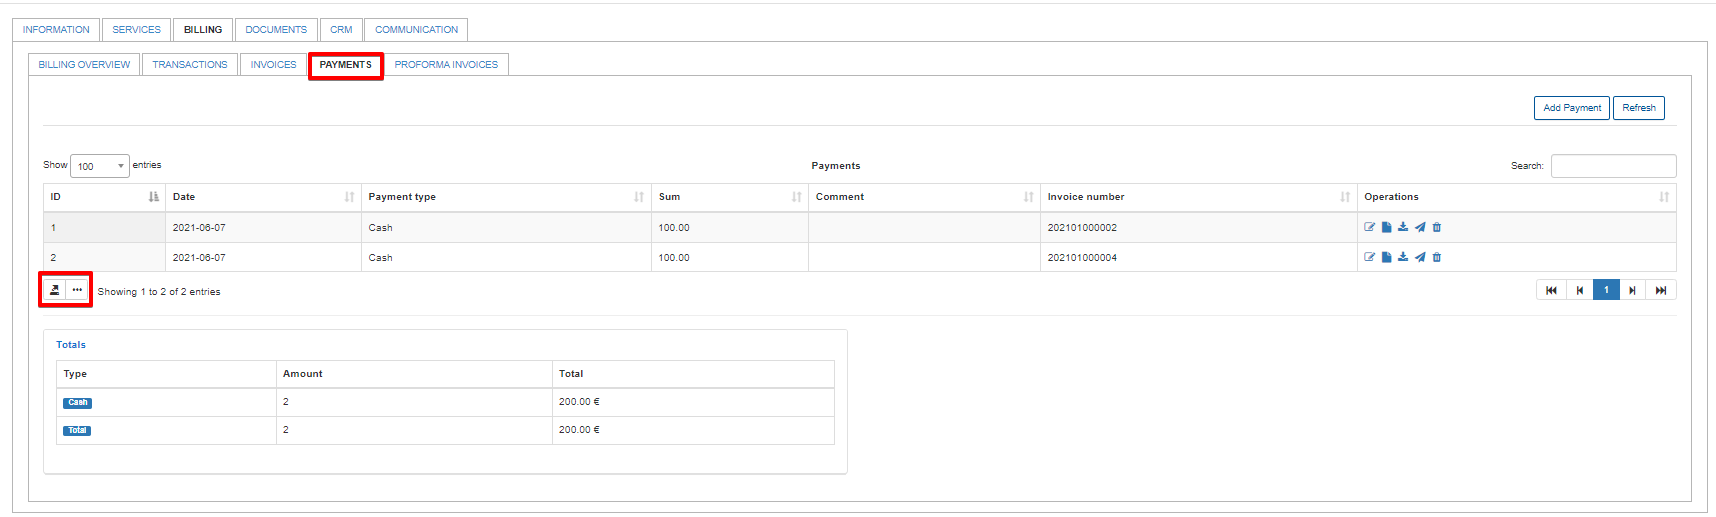 INFORMATION SERVICES BILLING DOCUMENTS CRM COMMUNICATION
BILLING OVERVIEW TRANSACTIONS INVOICES PAYMENTS PROFORMA INVOICES
Add Payment Refresh
Show 100 entries Payments Search:
ID Date Payment type Sum Comment Invoice number Operations
1 2021-06-07 Cash 100.00 202101000002
2 2021-06-07 Cash 100.00 202101000004
Showing 1 to 2 of 2 entries 1
Totals
Type Amount Total
Cash 2 200.00 €
Total 2 200.00 €